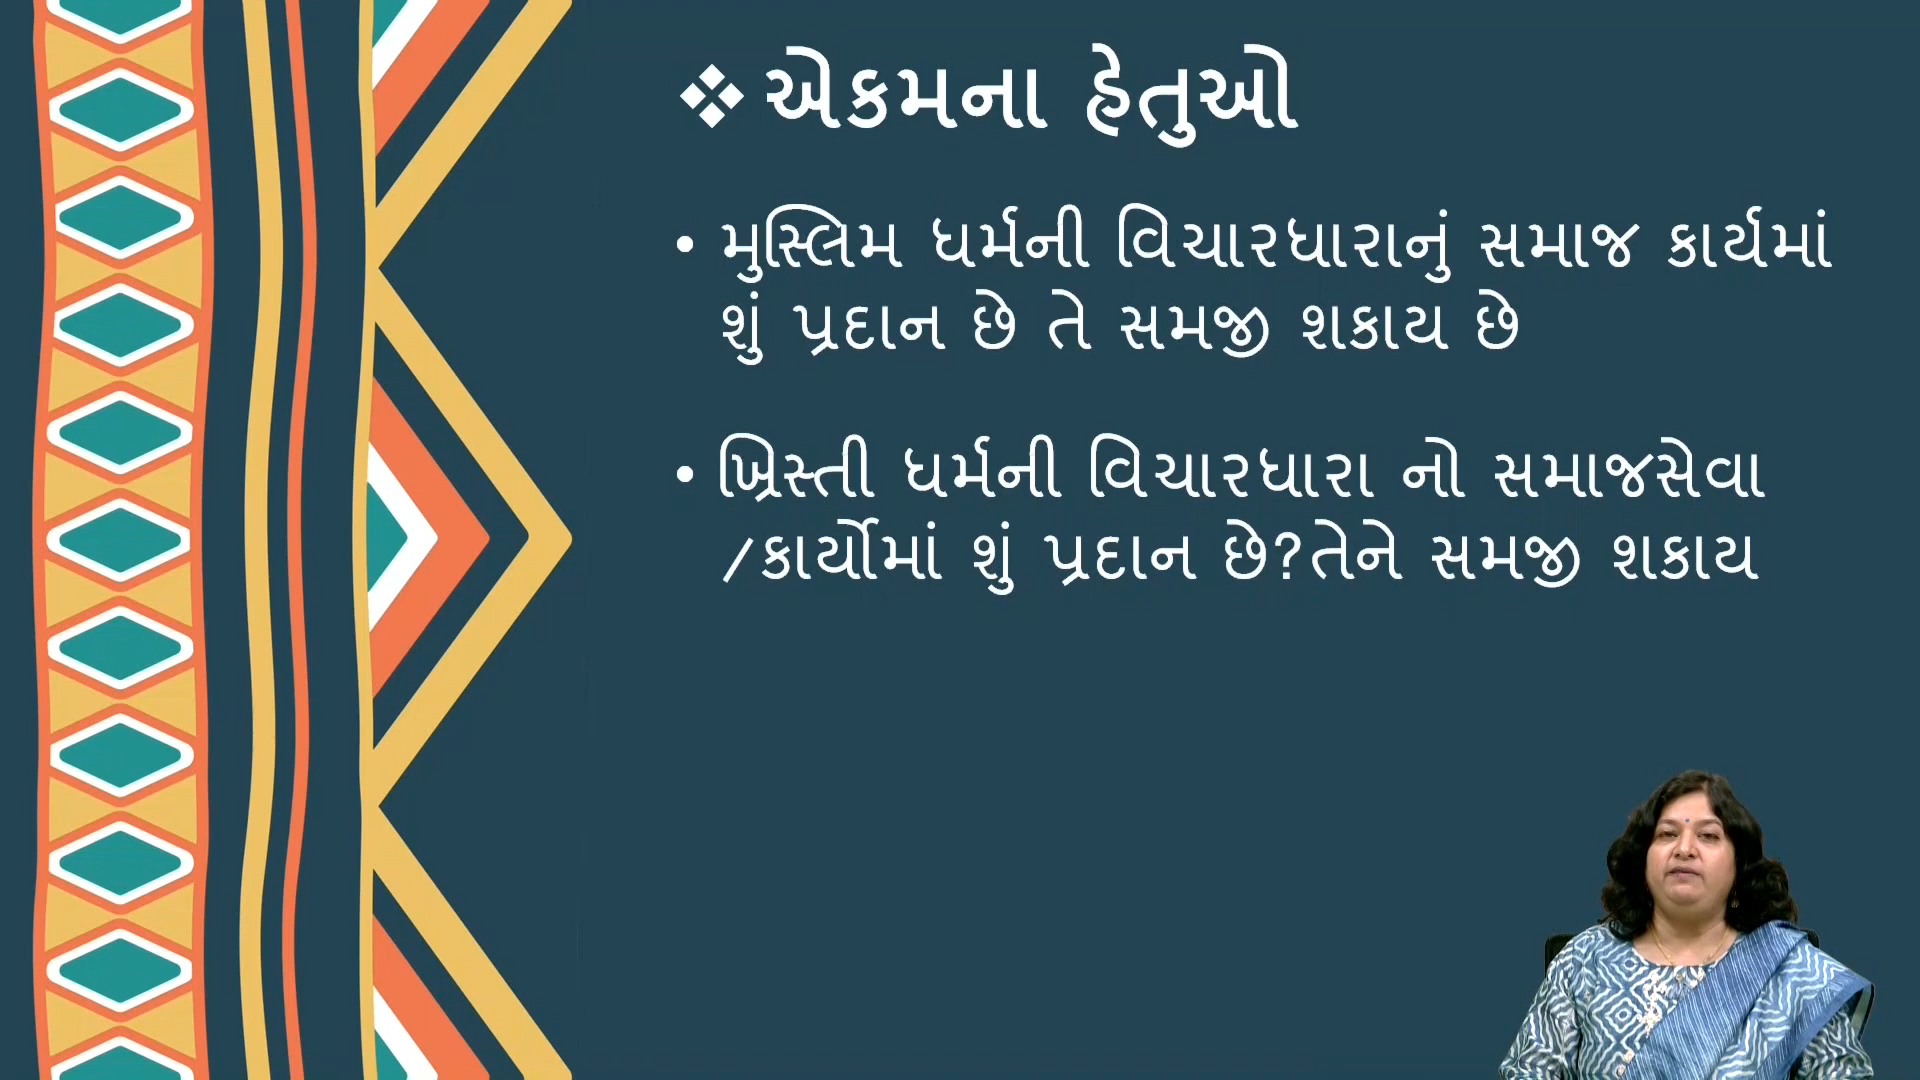 ❖ એકમના હેતુઓ
• મુસ્લિમ ધર્મની વિચારધારાનું સમાજ કાર્યમાં
શું પ્રદાન છે તે સમજી શકાય છે
• ખ્રિસ્તી ધર્મની વિચારધારા નો સમાજસેવા
/કાર્યોમાં શું પ્રદાન છે?તેને સમજી શકાય